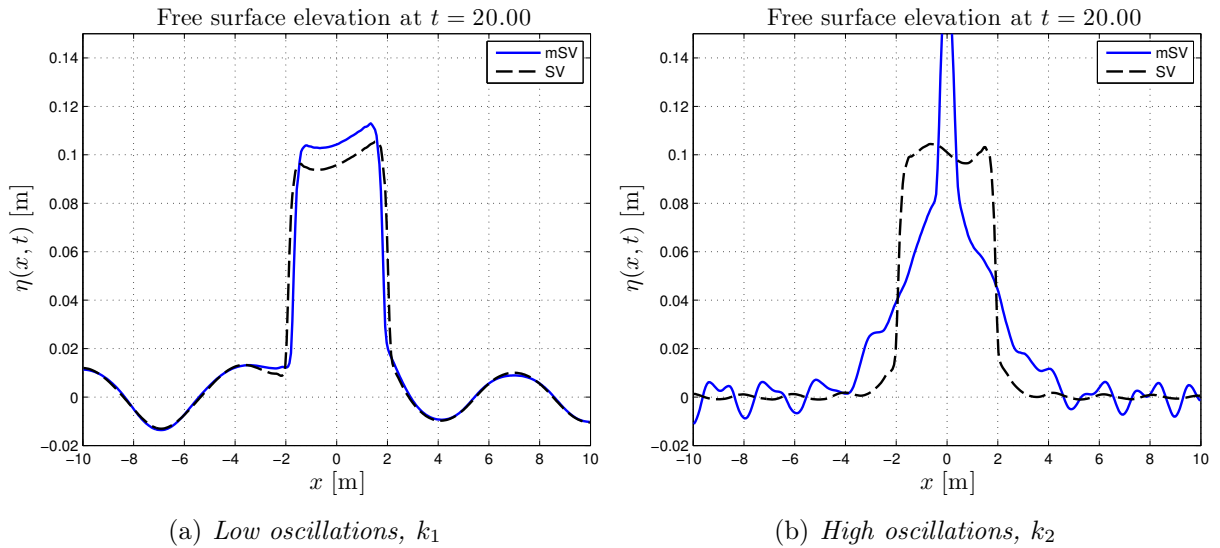 Free surface elevation at t = 20.00
mSV
SV
0.14
0.12
0.1
0.08
0.06
0.04
0.02
0
−0.02
η(x, t) [m]
−10 −8 −6 −4 −2 0 2 4 6 8 10
x [m]
(a) Low oscillations, k₁
Free surface elevation at t = 20.00
mSV
SV
0.14
0.12
0.1
0.08
0.06
0.04
0.02
0
−0.02
η(x, t) [m]
−10 −8 −6 −4 −2 0 2 4 6 8 10
x [m]
(b) High oscillations, k₂